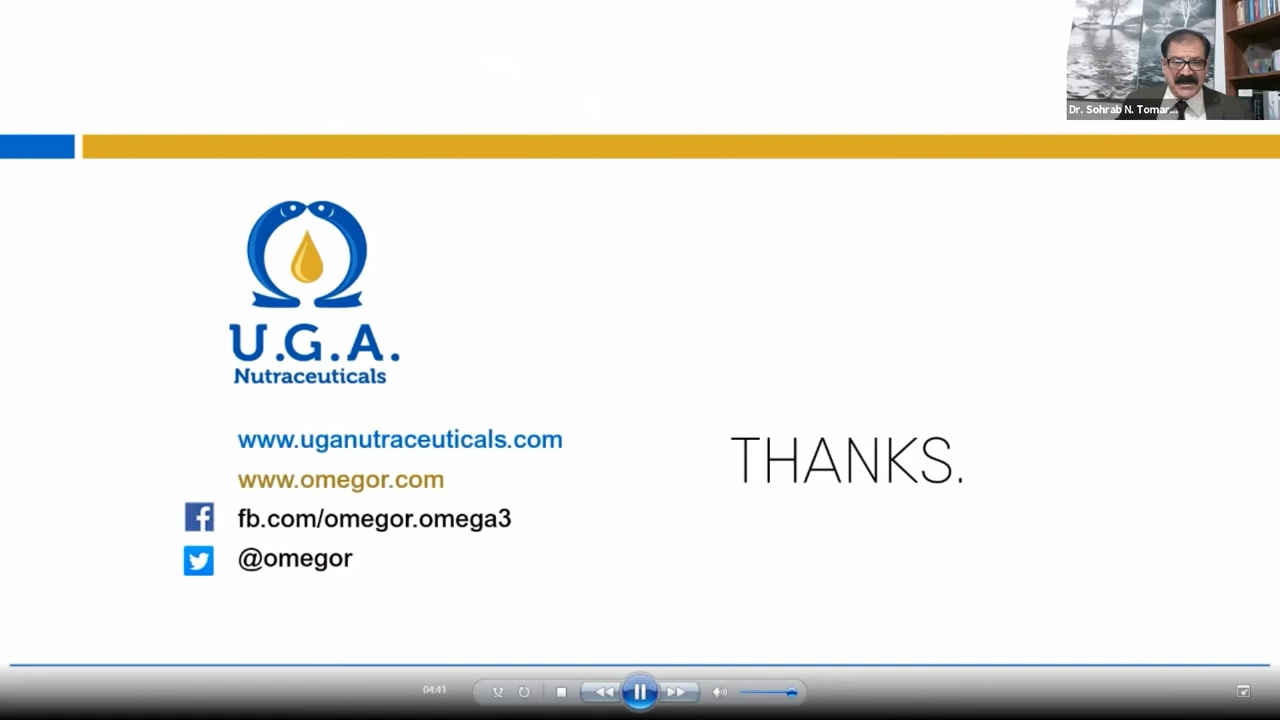 Dr. Sohrab N. Tomar...
U.G.A.
Nutraceuticals
www.uganutraceuticals.com
www.omegor.com
fb.com/omegor.omega3
@omegor
THANKS.
04:41